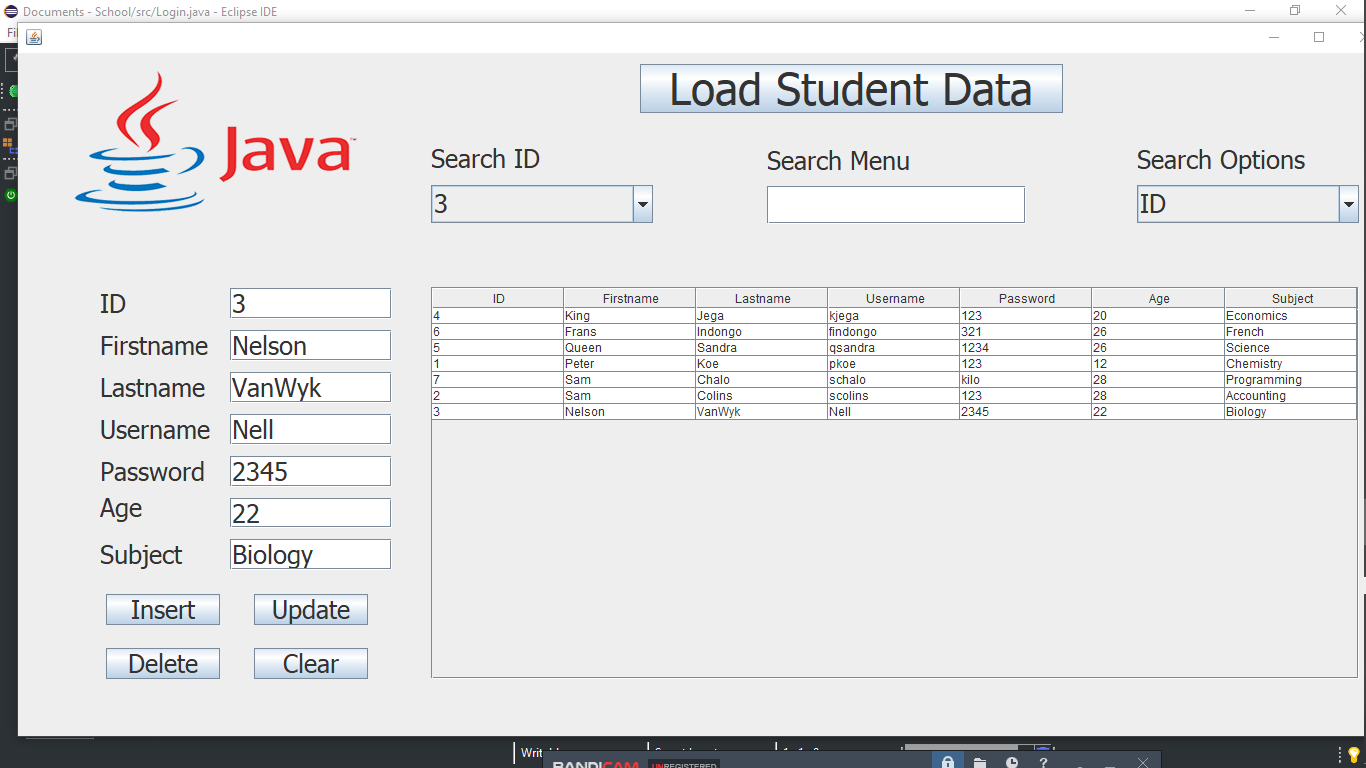 Documents - School/src/Login.java - Eclipse IDE
Load Student Data
Java™
Search ID
Search Menu
Search Options
3
ID
ID 3
Firstname Nelson
Lastname VanWyk
Username Nell
Password 2345
Age 22
Subject Biology
Insert Update
Delete Clear
ID Firstname Lastname Username Password Age Subject
4 King Jega kjega 123 20 Economics
6 Frans Indongo findongo 321 26 French
5 Queen Sandra qsandra 1234 26 Science
1 Peter Koe pkoe 123 12 Chemistry
7 Sam Chalo schalo kilo 28 Programming
2 Sam Colins scolins 123 28 Accounting
3 Nelson VanWyk Nell 2345 22 Biology
BANDICAM UNREGISTERED